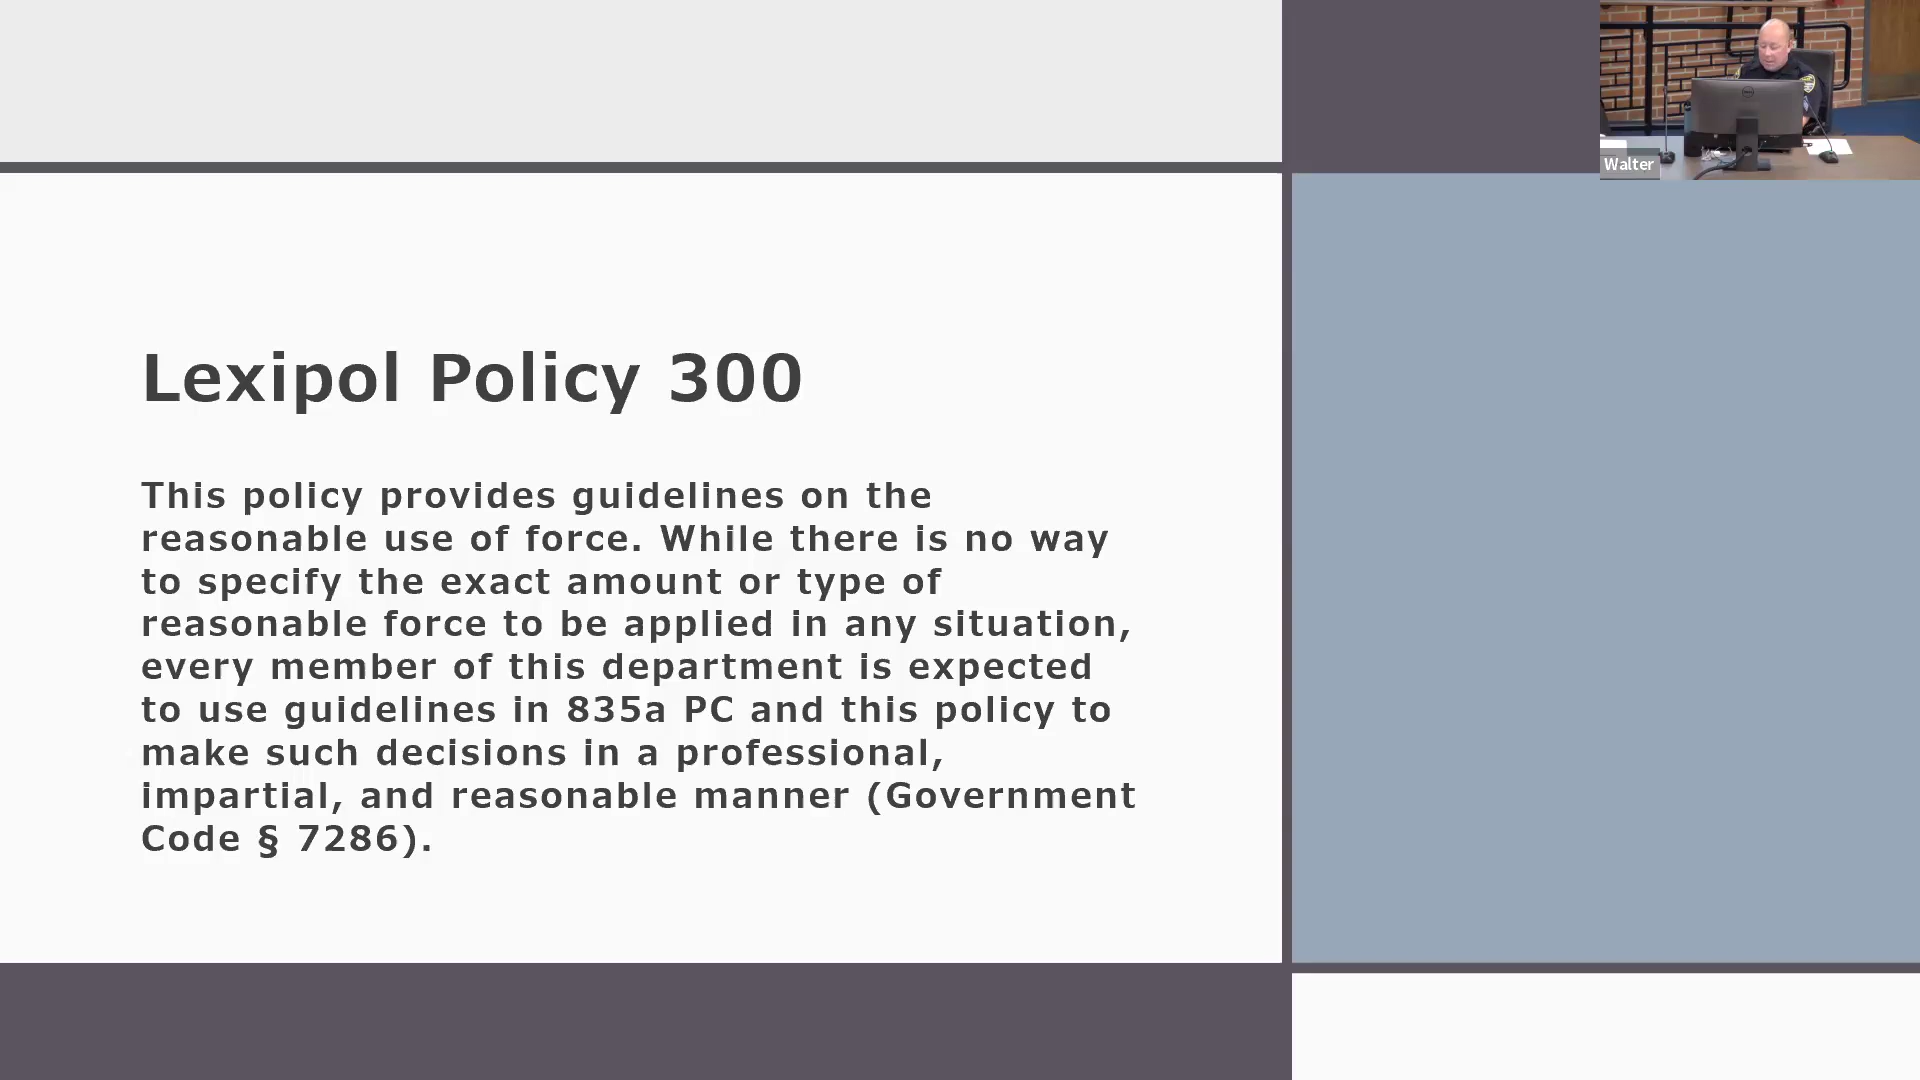 Walter
Lexipol Policy 300
This policy provides guidelines on the
reasonable use of force. While there is no way
to specify the exact amount or type of
reasonable force to be applied in any situation,
every member of this department is expected
to use guidelines in 835a PC and this policy to
make such decisions in a professional,
impartial, and reasonable manner (Government
Code § 7286).